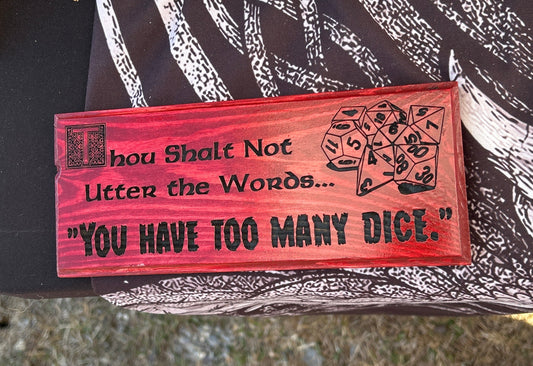 Thou Shalt Not
Utter the Words...
"YOU HAVE TOO MANY DICE."